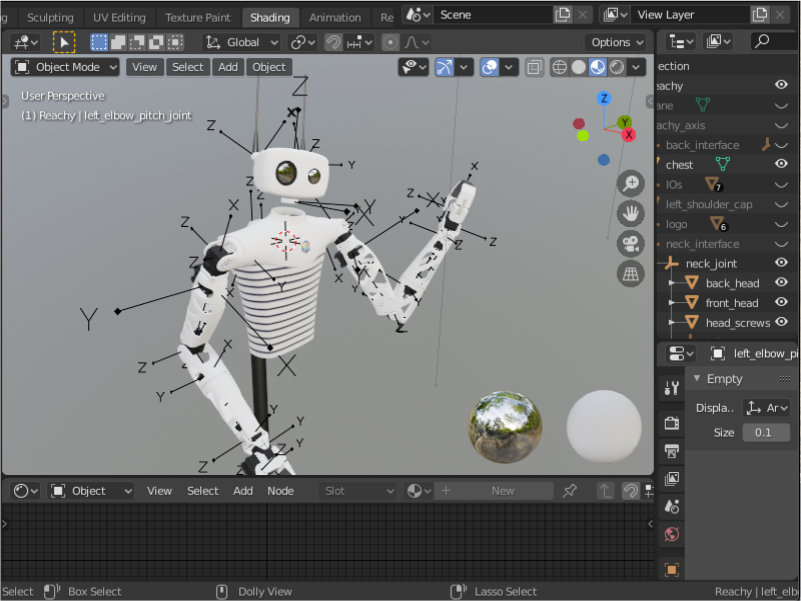 Sculpting UV Editing Texture Paint Shading Animation Re Scene View Layer
Global Options
Object Mode View Select Add Object
User Perspective
(1) Reachy | left_elbow_pitch_joint
Z
Y
X
ection
eachy
ane
achy_axis
back_interface
chest
IOs 7
left_shoulder_cap
logo 6
neck_interface
neck_joint
back_head
front_head
head_screws
left_elbow_pi
Empty
Displa.. Ar
Size 0.1
Object View Select Add Node Slot New
Select Box Select Dolly View Lasso Select Reachy | left_elb